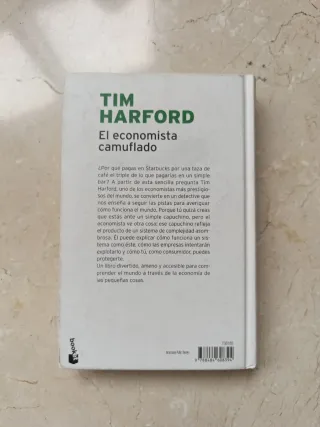 TIM
HARFORD
El economista
camuflado
¿Por qué pagas en Starbucks por una taza de
café el triple de lo que pagarías en un simple
bar? A partir de esta sencilla pregunta Tim
Harford, uno de los economistas más prestigio-
sos del mundo, se convierte en un detective que
nos enseña a seguir las pistas para averiguar
cómo funciona el mundo. Porque tú quizá creas
que estás ante un simple capuchino, pero el
economista ve otra cosa: ese capuchino refleja
el producto de un sistema de complejidad asom-
brosa. Él puede explicar cómo funciona un sis-
tema como éste, cómo las empresas intentarán
explotarlo y cómo tú, como consumidor, puedes
protegerte.
Un libro divertido, ameno y accesible para com-
prender el mundo a través de la economía de
las pequeñas cosas.
booket